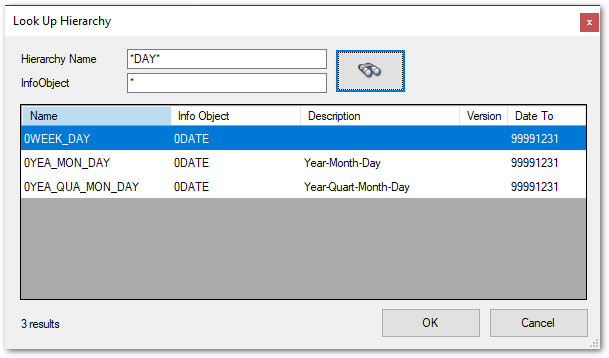 Look Up Hierarchy
x
Hierarchy Name *DAY*
InfoObject *
Name Info Object Description Version Date To
0WEEK_DAY 0DATE 99991231
0YEA_MON_DAY 0DATE Year-Month-Day 99991231
0YEA_QUA_MON_DAY 0DATE Year-Quart-Month-Day 99991231
3 results OK Cancel